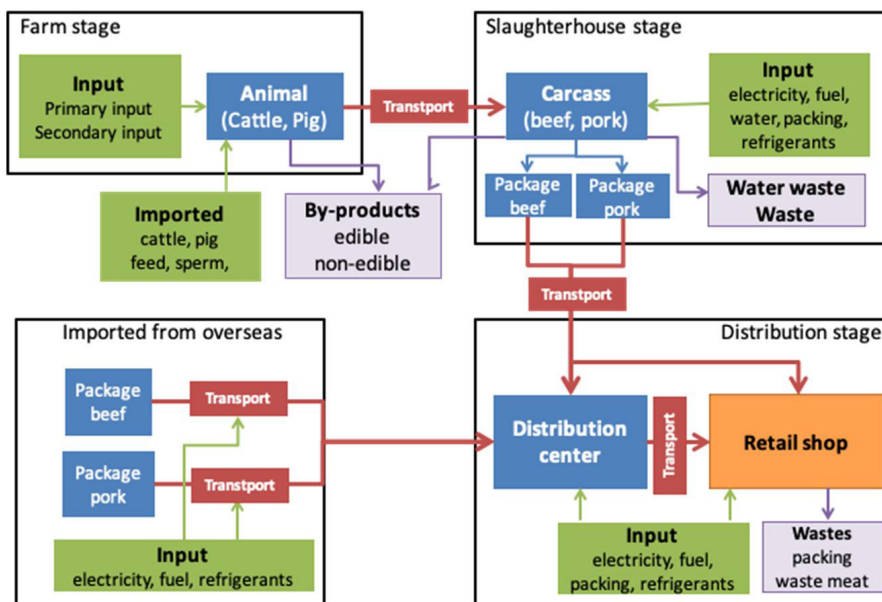 Farm stage
Input
Primary input
Secondary input
Animal
(Cattle, Pig)
Transtport
Imported
cattle, pig
feed, sperm,
By-products
edible
non-edible
Slaughterhouse stage
Carcass
(beef, pork)
Input
electricity, fuel,
water, packing,
refrigerants
Package
beef
Package
pork
Water waste
Waste
Transtport
Imported from overseas
Package
beef
Transport
Package
pork
Transtport
Input
electricity, fuel, refrigerants
Distribution stage
Distribution
center
Transport
Retail shop
Input
electricity, fuel,
packing, refrigerants
Wastes
packing
waste meat